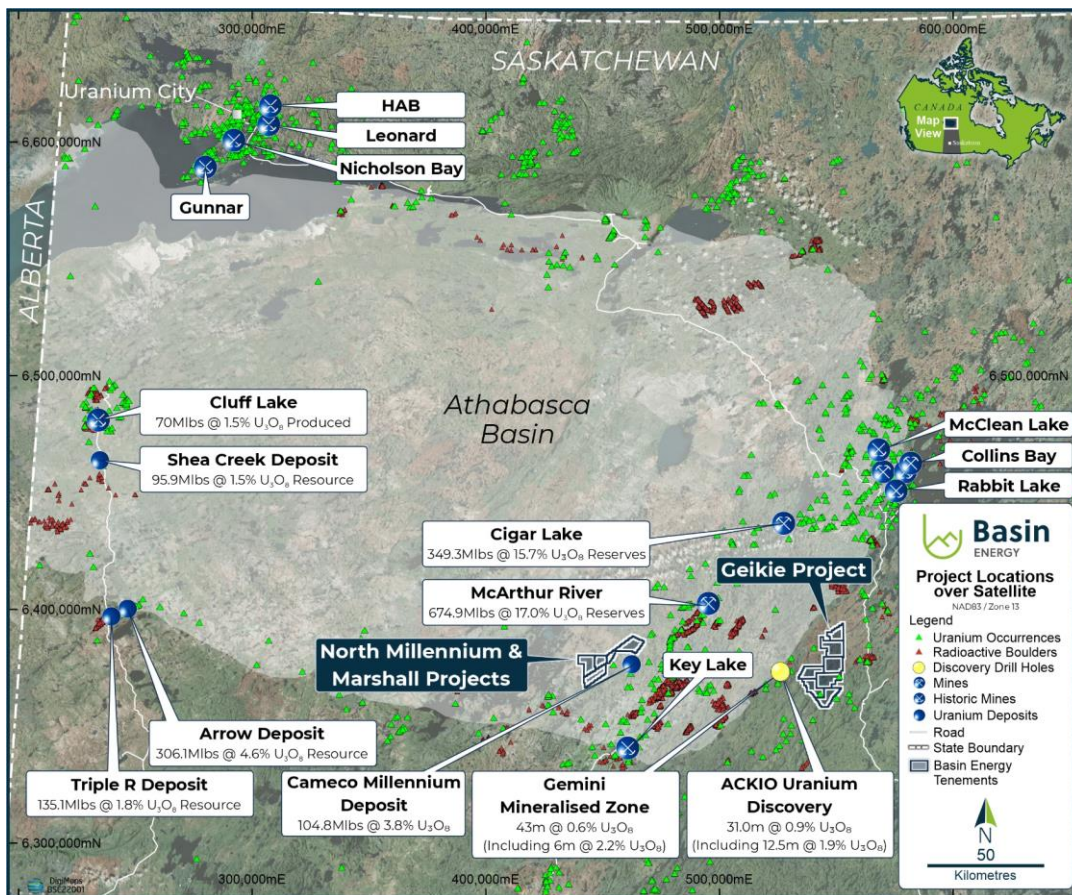 300,000mE
400,000mE
500,000mE
600,000mE
SASKATCHEWAN
Uranium City
HAB
Leonard
Nicholson Bay
Gunnar
CANADA
Map
View
Saskatoon
6,600,000mN
6,600,000mN
ALBERTA
6,500,000mN
6,500,000mN
Athabasca
Basin
Cluff Lake
70Mlbs @ 1.5% U₃O₈ Produced
Shea Creek Deposit
95.9Mlbs @ 1.5% U₃O₈ Resource
McClean Lake
Collins Bay
Rabbit Lake
Cigar Lake
349.3Mlbs @ 15.7% U₃O₈ Reserves
McArthur River
674.9Mlbs @ 17.0% U₃O₈ Reserves
Geikie Project
6,400,000mN
North Millennium &
Marshall Projects
Key Lake
Arrow Deposit
306.1Mlbs @ 4.6% U₃O₈ Resource
Triple R Deposit
135.1Mlbs @ 1.8% U₃O₈ Resource
Cameco Millennium
Deposit
104.8Mlbs @ 3.8% U₃O₈
Gemini
Mineralised Zone
43m @ 0.6% U₃O₈
(Including 6m @ 2.2% U₃O₈)
ACKIO Uranium
Discovery
31.0m @ 0.9% U₃O₈
(Including 12.5m @ 1.9% U₃O₈)
Basin
ENERGY
Project Locations
over Satellite
NAD83 / Zone 13
Legend
Uranium Occurrences
Radioactive Boulders
Discovery Drill Holes
Mines
Historic Mines
Uranium Deposits
Road
State Boundary
Basin Energy
Tenements
N
50
Kilometres
6,300,000mN
DigiMaps
BSC22001
300,000mE
400,000mE
500,000mE